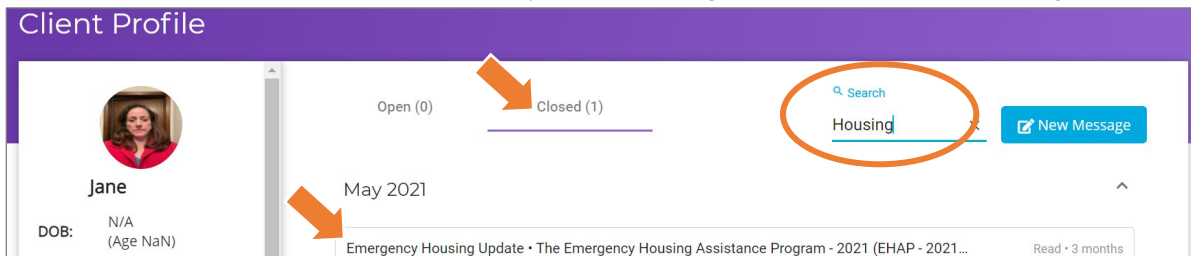 Client Profile
Open (0)
Closed (1)
Search
Housing
New Message
Jane
DOB:
N/A
(Age NaN)
May 2021
Emergency Housing Update • The Emergency Housing Assistance Program - 2021 (EHAP - 2021...
Read • 3 months